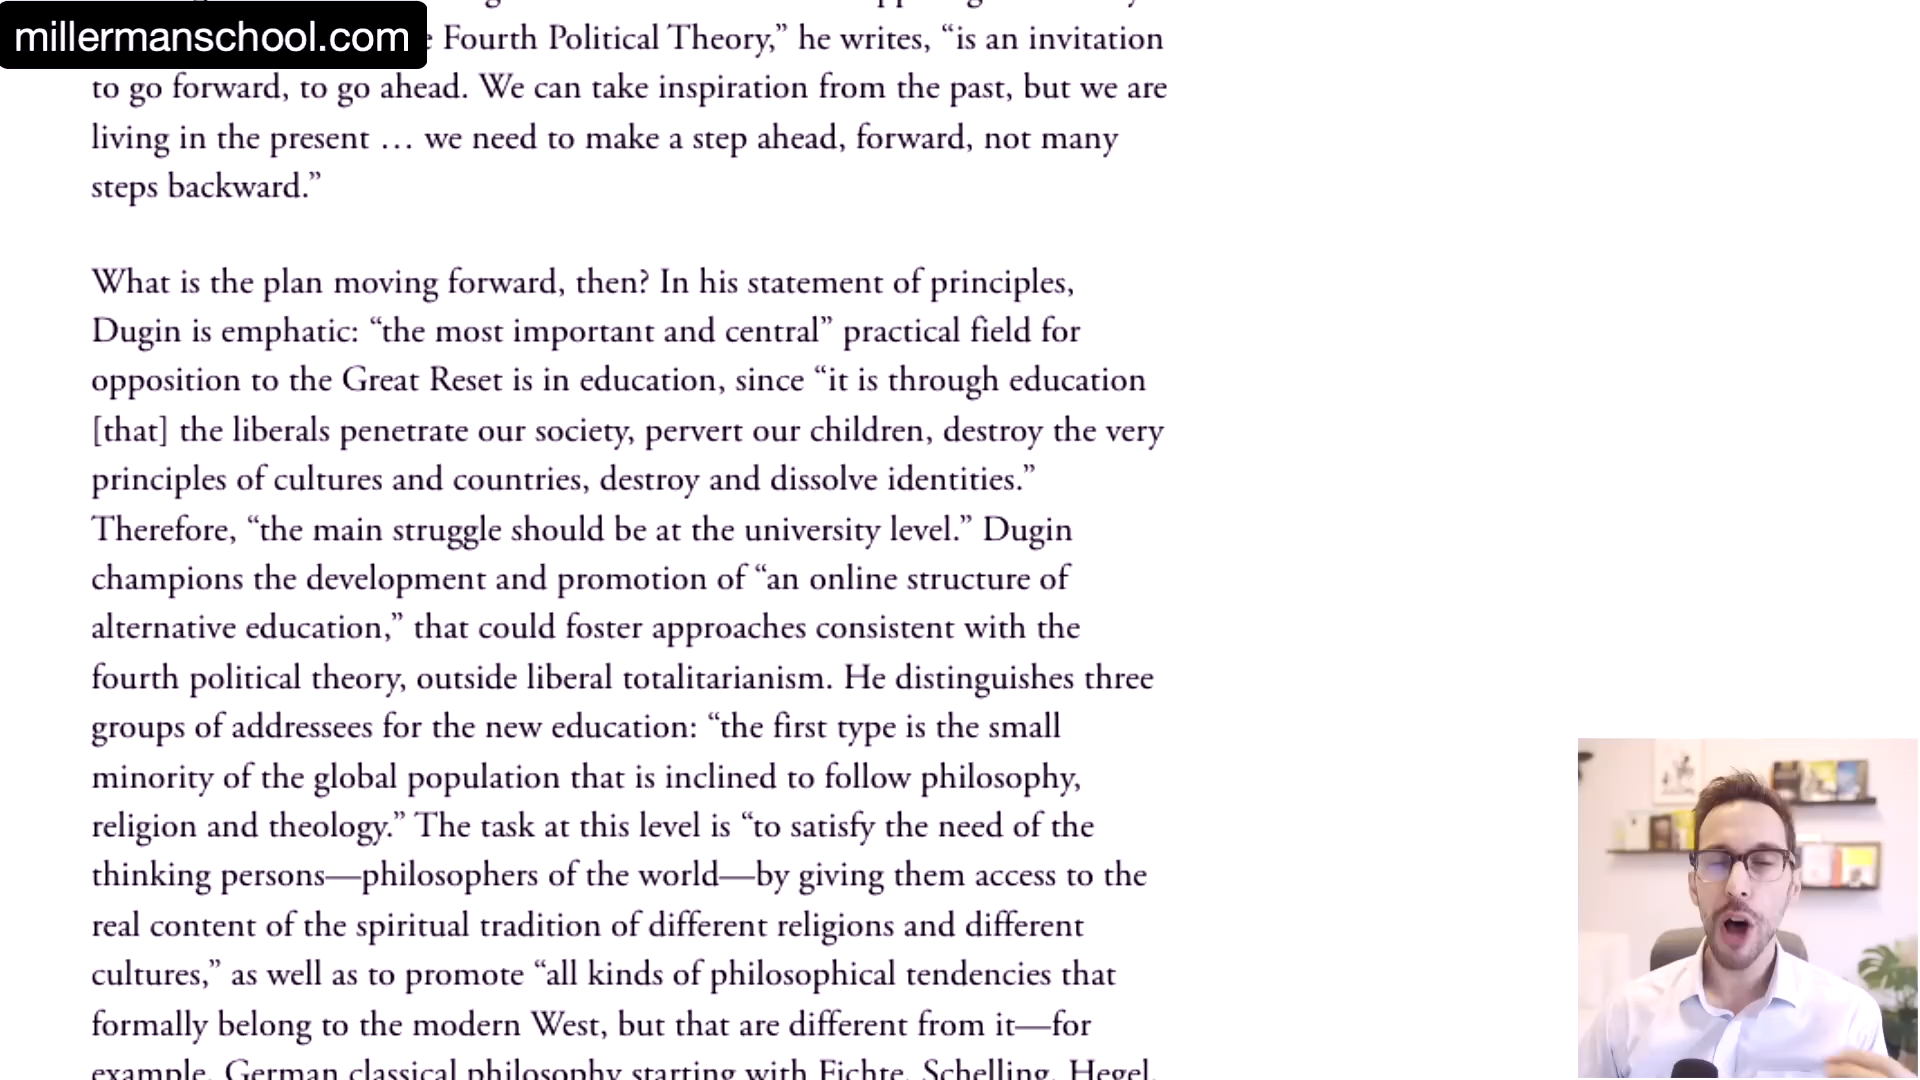 millermanschool.com
Fourth Political Theory,” he writes, “is an invitation
to go forward, to go ahead. We can take inspiration from the past, but we are
living in the present … we need to make a step ahead, forward, not many
steps backward.”
What is the plan moving forward, then? In his statement of principles,
Dugin is emphatic: “the most important and central” practical field for
opposition to the Great Reset is in education, since “it is through education
[that] the liberals penetrate our society, pervert our children, destroy the very
principles of cultures and countries, destroy and dissolve identities.”
Therefore, “the main struggle should be at the university level.” Dugin
champions the development and promotion of “an online structure of
alternative education,” that could foster approaches consistent with the
fourth political theory, outside liberal totalitarianism. He distinguishes three
groups of addressees for the new education: “the first type is the small
minority of the global population that is inclined to follow philosophy,
religion and theology.” The task at this level is “to satisfy the need of the
thinking persons—philosophers of the world—by giving them access to the
real content of the spiritual tradition of different religions and different
cultures,” as well as to promote “all kinds of philosophical tendencies that
formally belong to the modern West, but that are different from it—for
example, German classical philosophy starting with Fichte, Schelling, Hegel,